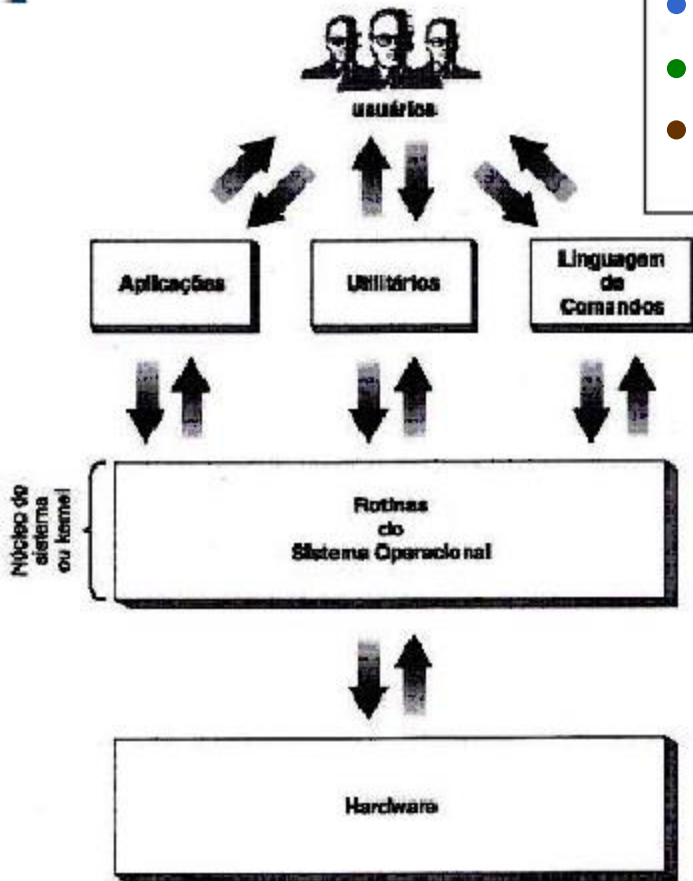 usuários
Aplicações
Utilitários
Linguagem
de
Comandos
Núcleo do
sistema
ou kernel
Rotinas
do
Sistema Operacional
Hardware